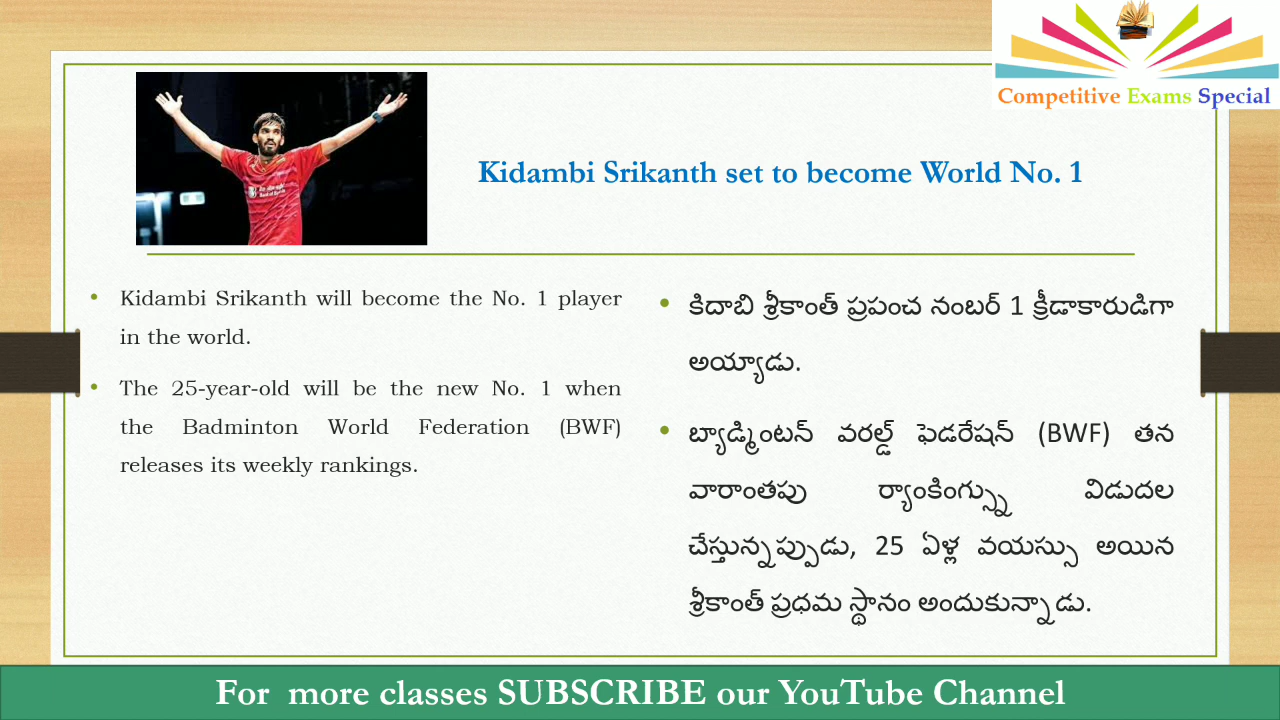 Competitive Exams Special
Kidambi Srikanth set to become World No. 1
• Kidambi Srikanth will become the No. 1 player
in the world.
• The 25-year-old will be the new No. 1 when
the Badminton World Federation (BWF)
releases its weekly rankings.
• కిదాబి శ్రీకాంత్ ప్రపంచ నంబర్ 1 క్రీడాకారుడిగా
అయ్యాడు.
• బ్యాడ్మింటన్ వరల్డ్ ఫెడరేషన్ (BWF) తన
వారాంతపు ర్యాంకింగ్స్ను విడుదల
చేస్తున్నప్పుడు, 25 ఏళ్ల వయస్సు అయిన
శ్రీకాంత్ ప్రధమ స్థానం అందుకున్నాడు.
For more classes SUBSCRIBE our YouTube Channel